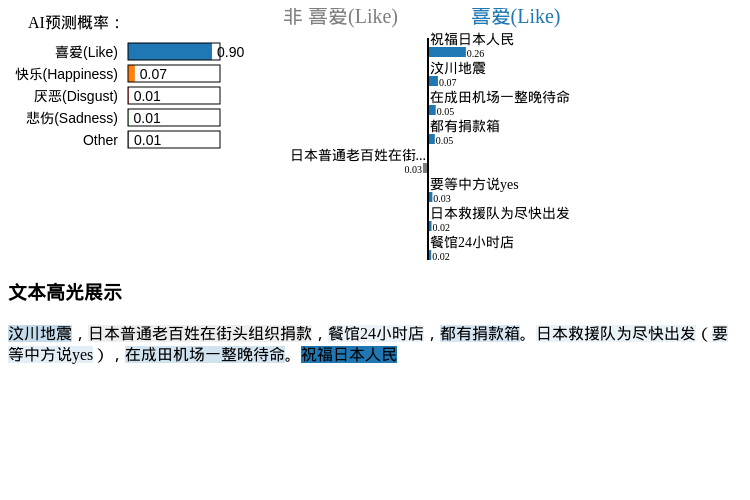 AI预测概率：
喜爱(Like) 0.90
快乐(Happiness) 0.07
厌恶(Disgust) 0.01
悲伤(Sadness) 0.01
Other 0.01
非 喜爱(Like) 喜爱(Like)
祝福日本人民
0.26
汶川地震
0.07
在成田机场一整晚待命
0.05
都有捐款箱
0.05
日本普通老百姓在街...
0.03
要等中方说yes
0.03
日本救援队为尽快出发
0.02
餐馆24小时店
0.02
文本高光展示
汶川地震，日本普通老百姓在街头组织捐款，餐馆24小时店，都有捐款箱。日本救援队为尽快出发（要
等中方说yes），在成田机场一整晚待命。祝福日本人民